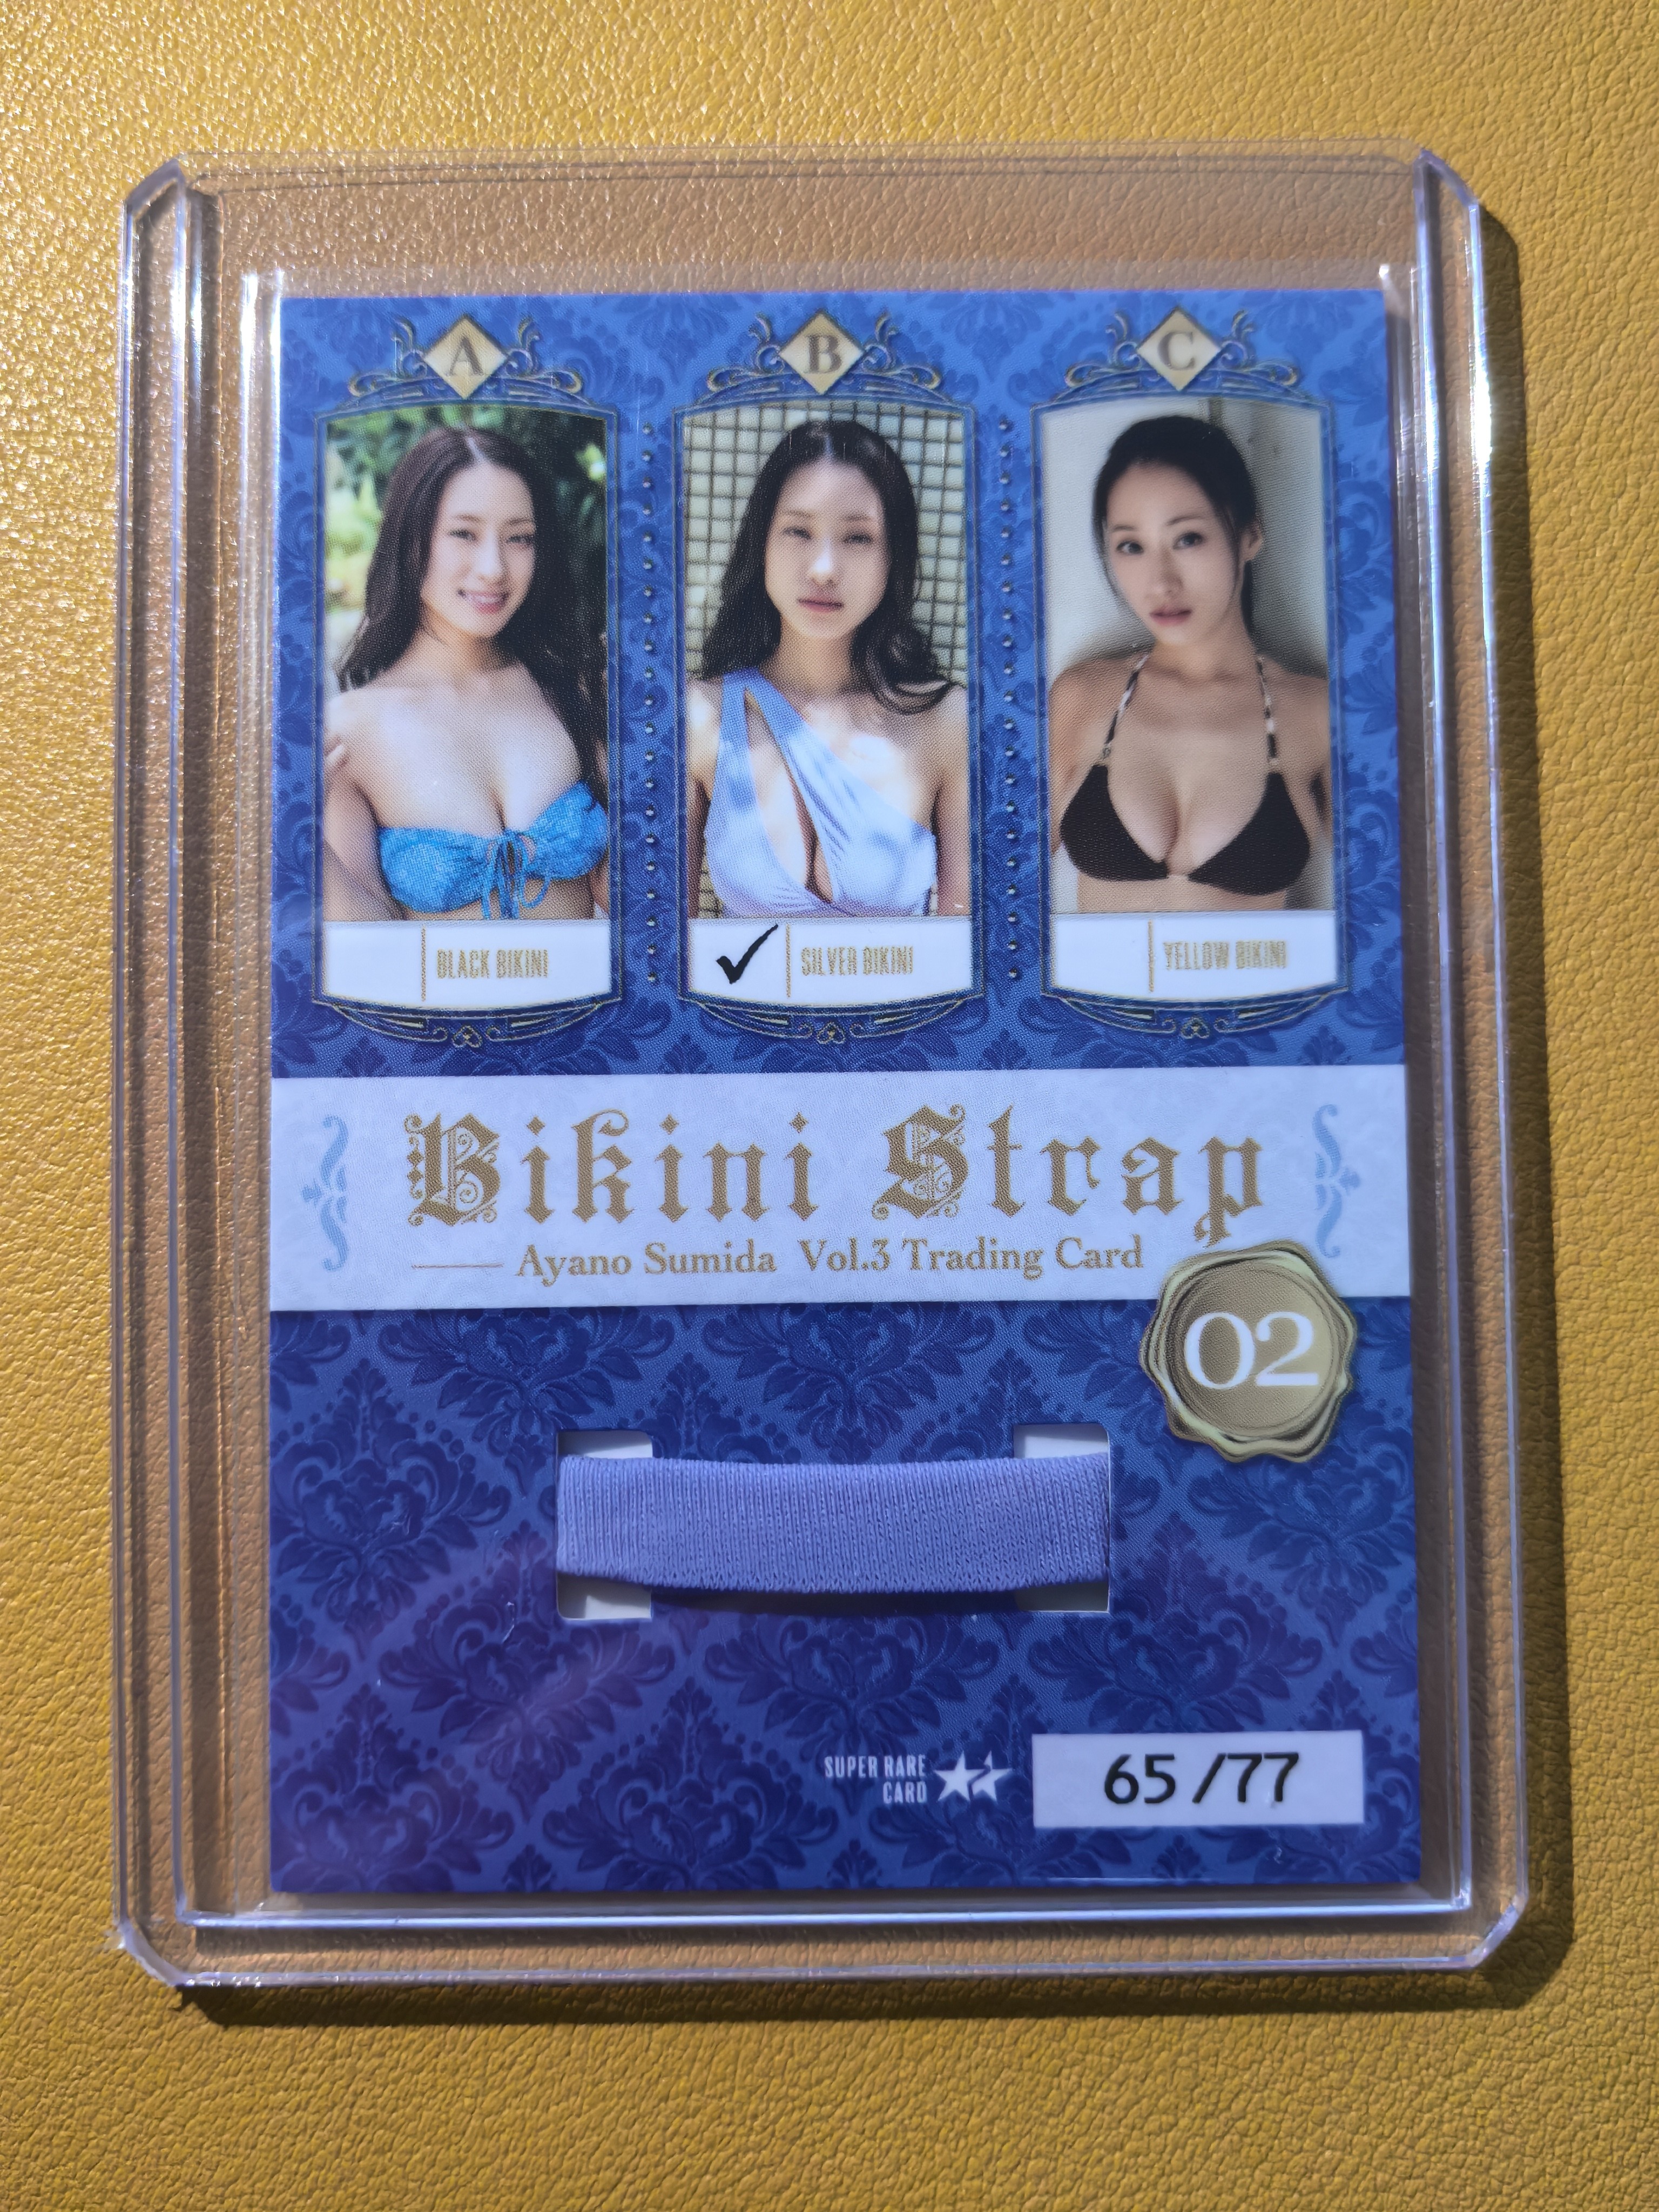 A
B
C
BLACK BIKINI
SILVER BIKINI
YELLOW BIKINI
Bikini Strap
Ayano Sumida Vol.3 Trading Card
02
SUPER RARE
CARD
65/77